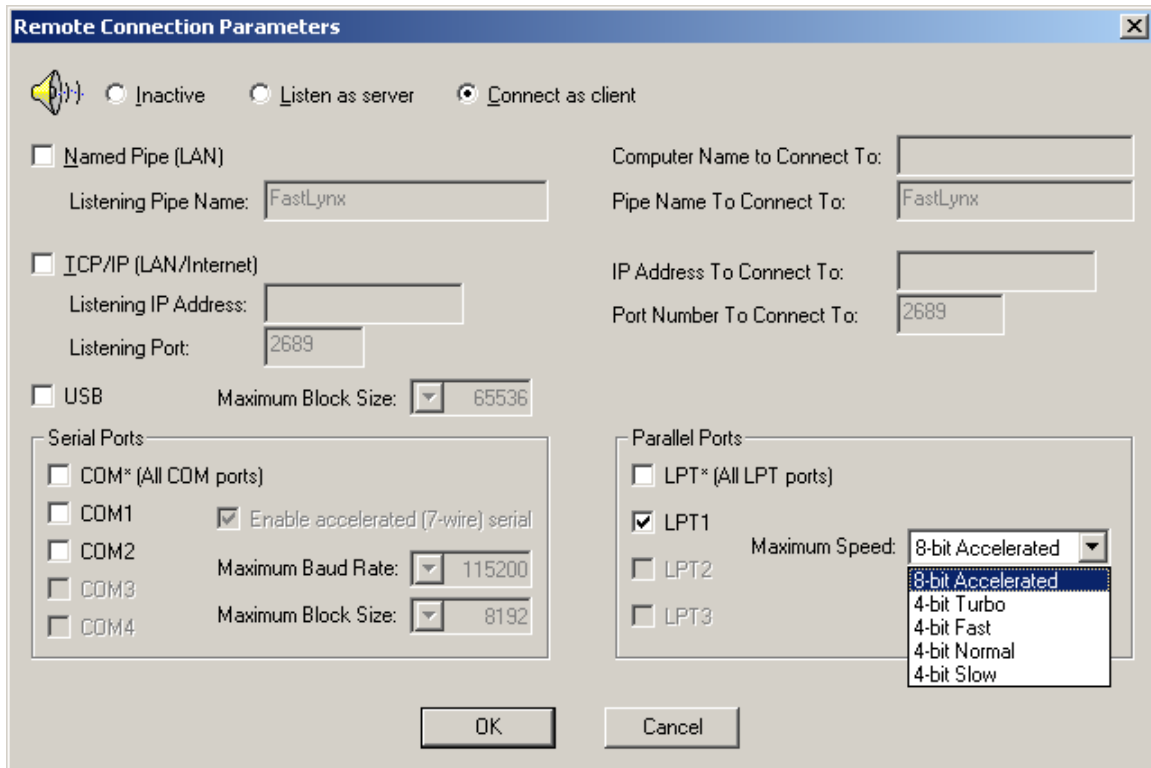 Remote Connection Parameters
Inactive Listen as server Connect as client
Named Pipe (LAN) Computer Name to Connect To:
Listening Pipe Name: FastLynx Pipe Name To Connect To: FastLynx
TCP/IP (LAN/Internet) IP Address To Connect To:
Listening IP Address: Port Number To Connect To: 2689
Listening Port: 2689
USB Maximum Block Size: 65536
Serial Ports
COM* (All COM ports)
COM1 Enable accelerated (7-wire) serial
COM2
Maximum Baud Rate: 115200
COM3
Maximum Block Size: 8192
COM4
Parallel Ports
LPT* (All LPT ports)
LPT1
Maximum Speed: 8-bit Accelerated
LPT2
LPT3
8-bit Accelerated
4-bit Turbo
4-bit Fast
4-bit Normal
4-bit Slow
OK Cancel